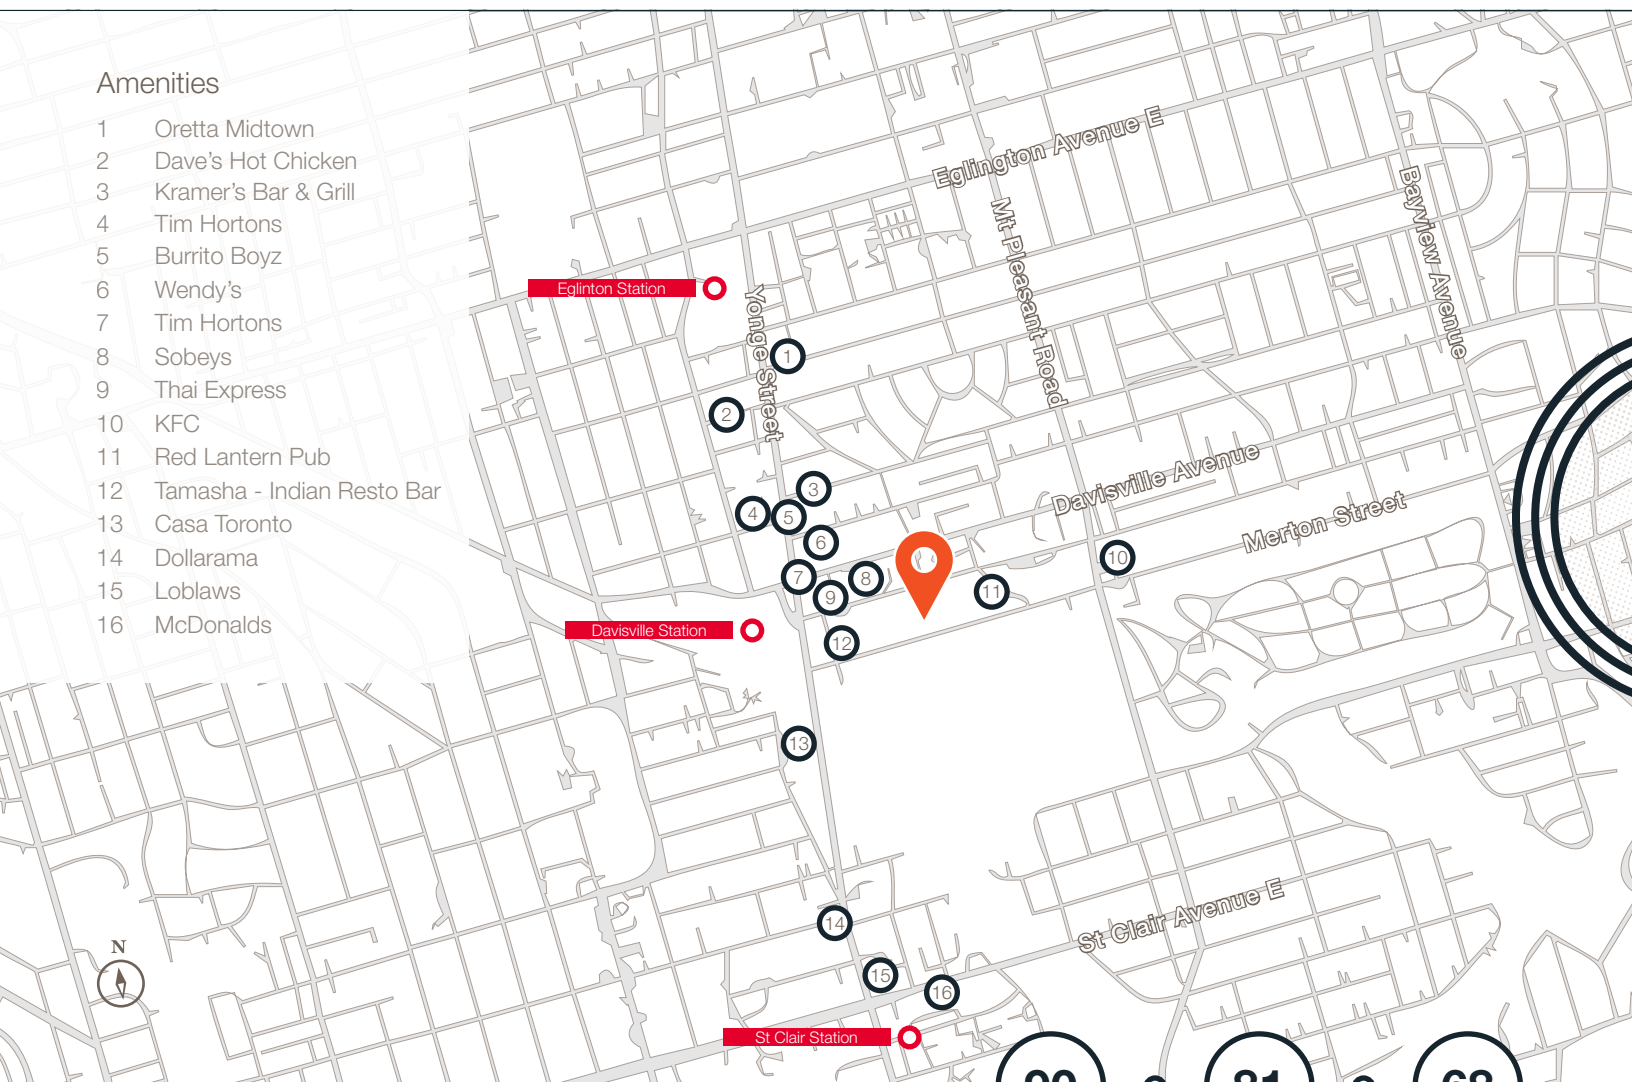 Amenities
1 Oretta Midtown
2 Dave's Hot Chicken
3 Kramer's Bar & Grill
4 Tim Hortons
5 Burrito Boyz
6 Wendy's
7 Tim Hortons
8 Sobeys
9 Thai Express
10 KFC
11 Red Lantern Pub
12 Tamasha - Indian Resto Bar
13 Casa Toronto
14 Dollarama
15 Loblaws
16 McDonalds
N
Eglington Avenue E
Mt Pleasant Road
Bayview Avenue
Eglinton Station
Yonge Street
1
2
3
4
5
6
7
8
9
10
11
12
Davisville Avenue
Merton Street
Davisville Station
13
14
St Clair Avenue E
15
16
St Clair Station